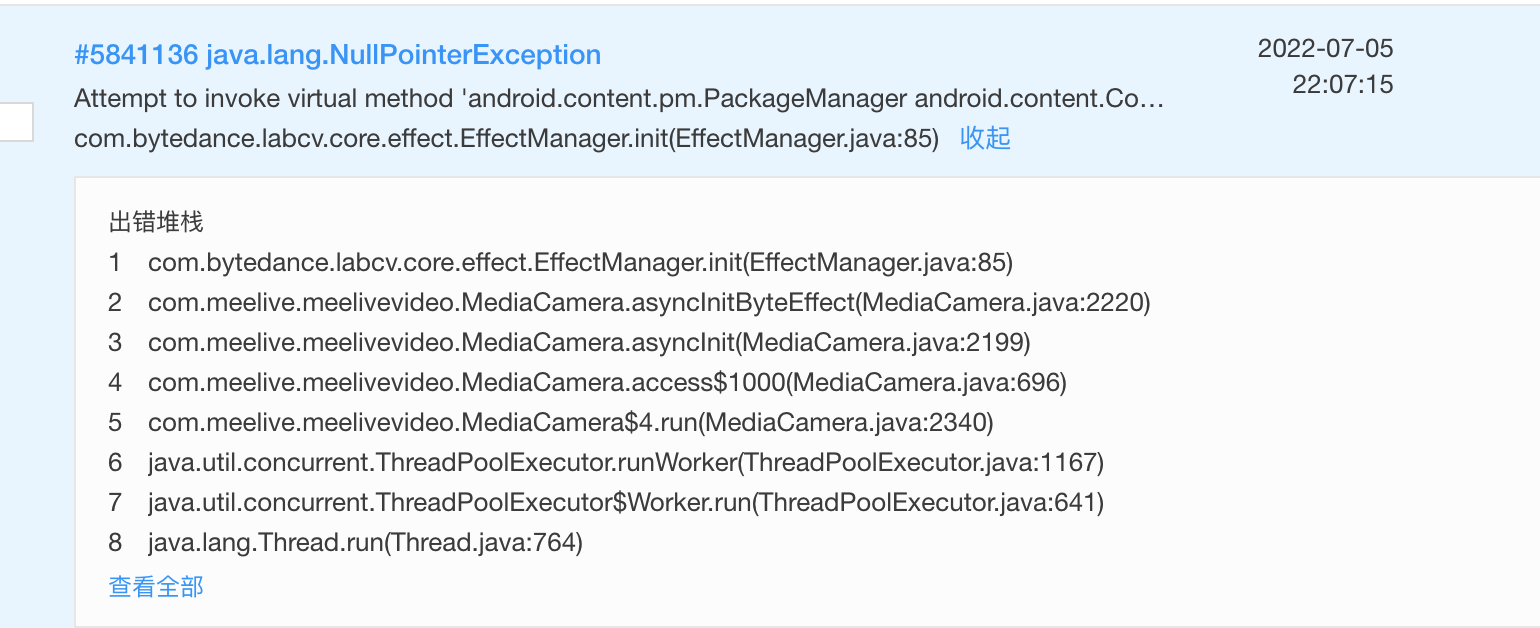 #5841136 java.lang.NullPointerException
2022-07-05
22:07:15
Attempt to invoke virtual method 'android.content.pm.PackageManager android.content.Co…
com.bytedance.labcv.core.effect.EffectManager.init(EffectManager.java:85) 收起
出错堆栈
1 com.bytedance.labcv.core.effect.EffectManager.init(EffectManager.java:85)
2 com.meelive.meelivevideo.MediaCamera.asyncInitByteEffect(MediaCamera.java:2220)
3 com.meelive.meelivevideo.MediaCamera.asyncInit(MediaCamera.java:2199)
4 com.meelive.meelivevideo.MediaCamera.access$1000(MediaCamera.java:696)
5 com.meelive.meelivevideo.MediaCamera$4.run(MediaCamera.java:2340)
6 java.util.concurrent.ThreadPoolExecutor.runWorker(ThreadPoolExecutor.java:1167)
7 java.util.concurrent.ThreadPoolExecutor$Worker.run(ThreadPoolExecutor.java:641)
8 java.lang.Thread.run(Thread.java:764)
查看全部